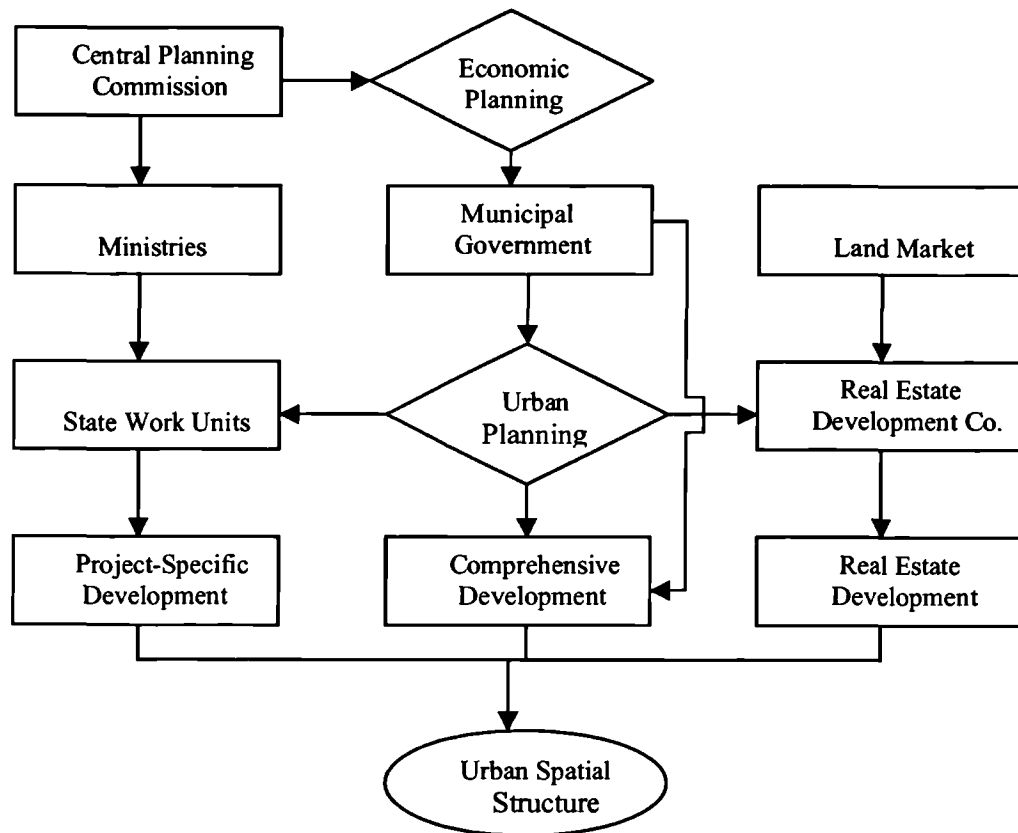 Central Planning
Commission
Economic
Planning
Ministries
Municipal
Government
Land Market
State Work Units
Urban
Planning
Real Estate
Development Co.
Project-Specific
Development
Comprehensive
Development
Real Estate
Development
Urban Spatial
Structure